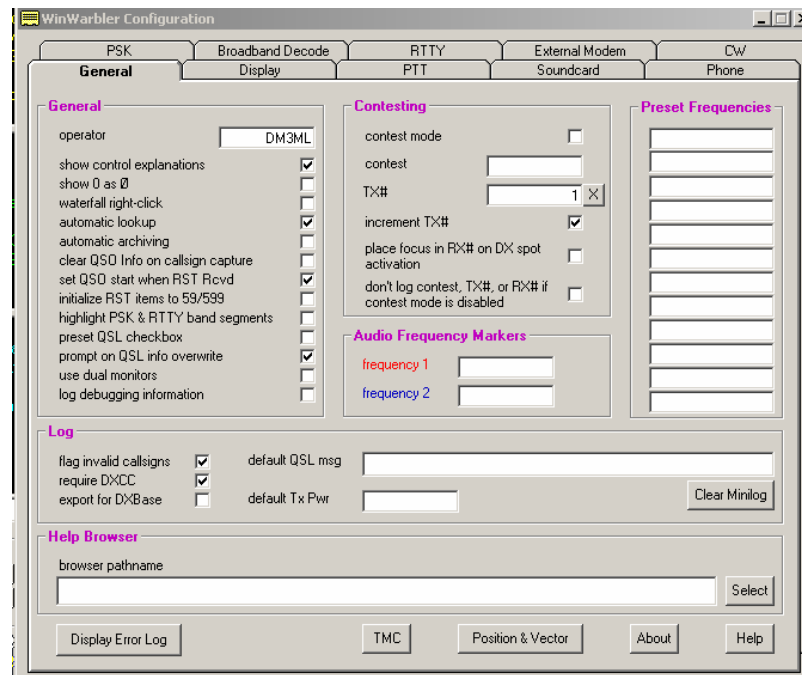 WinWarbler Configuration
PSK
Broadband Decode
RTTY
External Modem
CW
General
Display
PTT
Soundcard
Phone
General
operator DM3ML
show control explanations
show 0 as Ø
waterfall right-click
automatic lookup
automatic archiving
clear QSO Info on callsign capture
set QSO start when RST Rcvd
initialize RST items to 59/599
highlight PSK & RTTY band segments
preset QSL checkbox
prompt on QSL info overwrite
use dual monitors
log debugging information
Contesting
contest mode
contest
TX# 1 X
increment TX#
place focus in RX# on DX spot
activation
don't log contest, TX#, or RX# if
contest mode is disabled
Audio Frequency Markers
frequency 1
frequency 2
Preset Frequencies
Log
flag invalid callsigns
require DXCC
export for DXBase
default QSL msg
default Tx Pwr
Clear Minilog
Help Browser
browser pathname
Select
Display Error Log
TMC
Position & Vector
About
Help